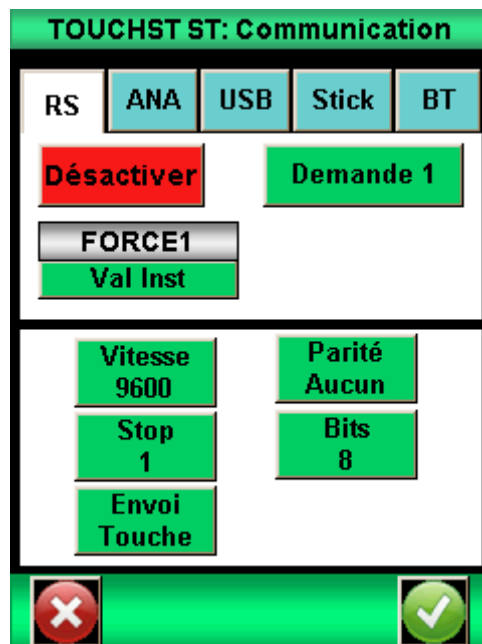 TOUCHST ST: Communication
RS ANA USB Stick BT
Désactiver Demande 1
FORCE1
Val Inst
Vitesse Parité
9600 Aucun
Stop Bits
1 8
Envoi
Touche